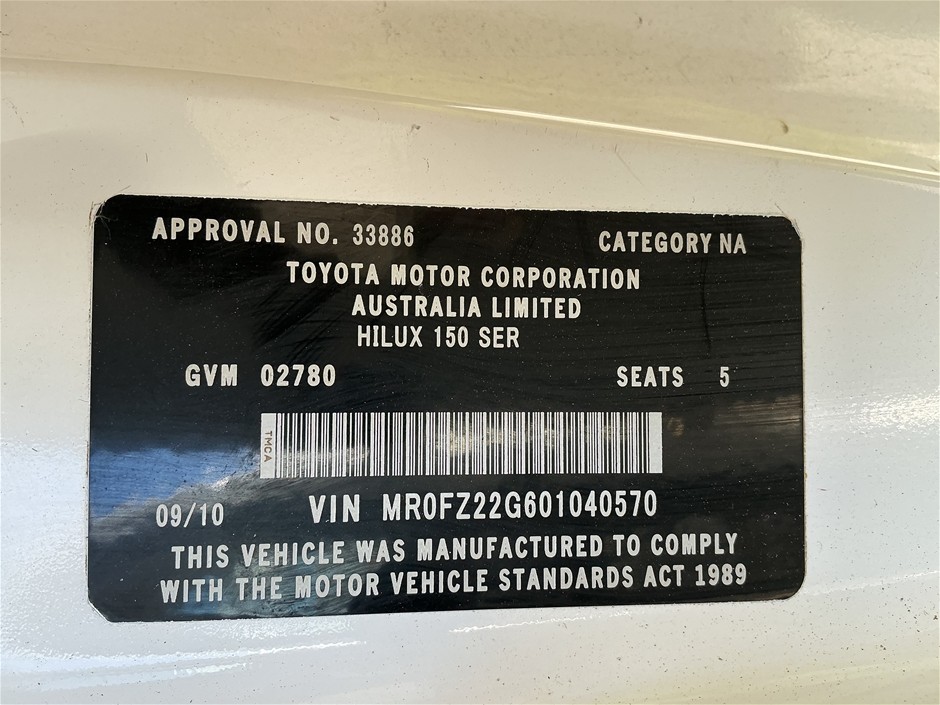 APPROVAL NO. 33886 CATEGORY NA
TOYOTA MOTOR CORPORATION
AUSTRALIA LIMITED
HILUX 150 SER
GVM 02780 SEATS 5
TMCA
09/10 VIN MR0FZ22G601040570
THIS VEHICLE WAS MANUFACTURED TO COMPLY
WITH THE MOTOR VEHICLE STANDARDS ACT 1989